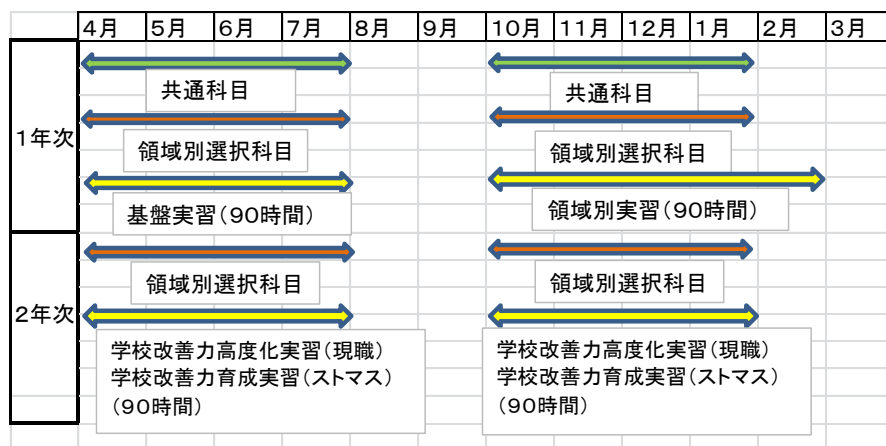 4月 5月 6月 7月 8月 9月 10月 11月 12月 1月 2月 3月
1年次
共通科目 共通科目
領域別選択科目 領域別選択科目
基盤実習(90時間) 領域別実習(90時間)
2年次
領域別選択科目 領域別選択科目
学校改善力高度化実習(現職)
学校改善力育成実習(ストマス)
(90時間)
学校改善力高度化実習(現職)
学校改善力育成実習(ストマス)
(90時間)